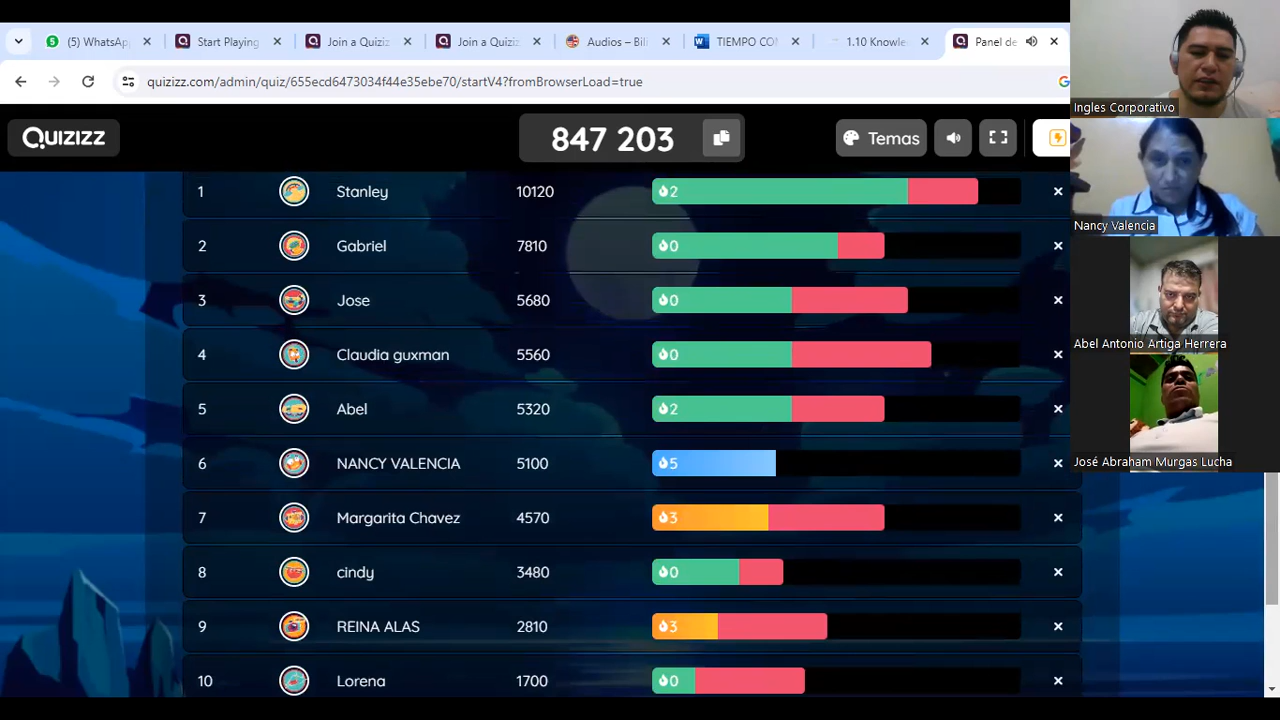 (5) WhatsAp
Start Playing
Join a Quiziz
Join a Quiziz
Audios – Bili
TIEMPO CO
1.10 Knowle
Panel de
quizizz.com/admin/quiz/655ecd6473034f44e35ebe70/startV4?fromBrowserLoad=true
QUIZIZZ
847 203
Temas
1 Stanley 10120 2
2 Gabriel 7810 0
3 Jose 5680 0
4 Claudia guxman 5560 0
5 Abel 5320 2
6 NANCY VALENCIA 5100 5
7 Margarita Chavez 4570 3
8 cindy 3480 0
9 REINA ALAS 2810 3
10 Lorena 1700 0
Ingles Corporativo
Nancy Valencia
Abel Antonio Artiga Herrera
José Abraham Murgas Lucha